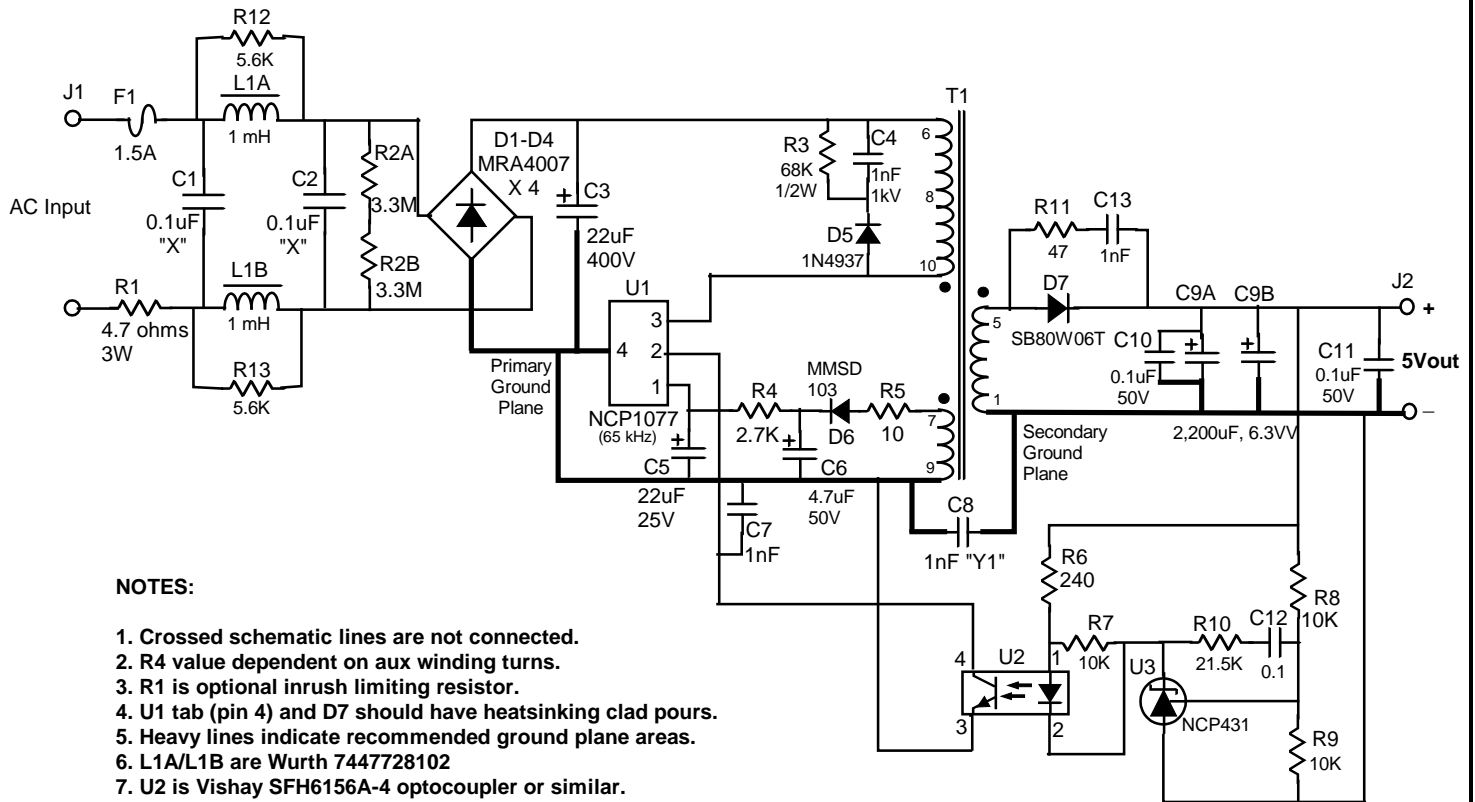 R12
5.6K
L1A
1 mH
J1
F1
1.5A
C1
0.1uF
"X"
C2
0.1uF
"X"
AC Input
R2A
3.3M
R2B
3.3M
R1
4.7 ohms
3W
L1B
1 mH
R13
5.6K
D1-D4
MRA4007
X 4
+
C3
22uF
400V
R3
68K
1/2W
C4
1nF
1kV
D5
1N4937
T1
6
8
10
U1
3
4
2
1
NCP1077
(65 kHz)
Primary
Ground
Plane
R4
2.7K
MMSD
103
D6
R5
10
7
9
+
C5
22uF
25V
+
C6
4.7uF
50V
C7
1nF
C8
1nF "Y1"
R11
47
C13
1nF
D7
SB80W06T
5
1
C10
0.1uF
50V
C9A
+
C9B
+
2,200uF, 6.3VV
C11
0.1uF
50V
J2
+
5Vout
_
Secondary
Ground
Plane
R6
240
R7
10K
R10
21.5K
C12
0.1
R8
10K
U2
4
3
1
2
U3
NCP431
R9
10K
NOTES:
1. Crossed schematic lines are not connected.
2. R4 value dependent on aux winding turns.
3. R1 is optional inrush limiting resistor.
4. U1 tab (pin 4) and D7 should have heatsinking clad pours.
5. Heavy lines indicate recommended ground plane areas.
6. L1A/L1B are Wurth 7447728102
7. U2 is Vishay SFH6156A-4 optocoupler or similar.